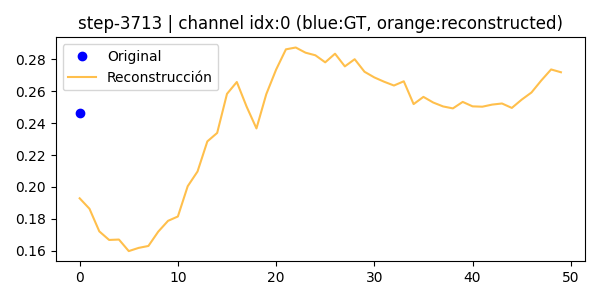 step-3713 | channel idx:0 (blue:GT, orange:reconstructed)
Original
Reconstrucción
0.28
0.26
0.24
0.22
0.20
0.18
0.16
0 10 20 30 40 50